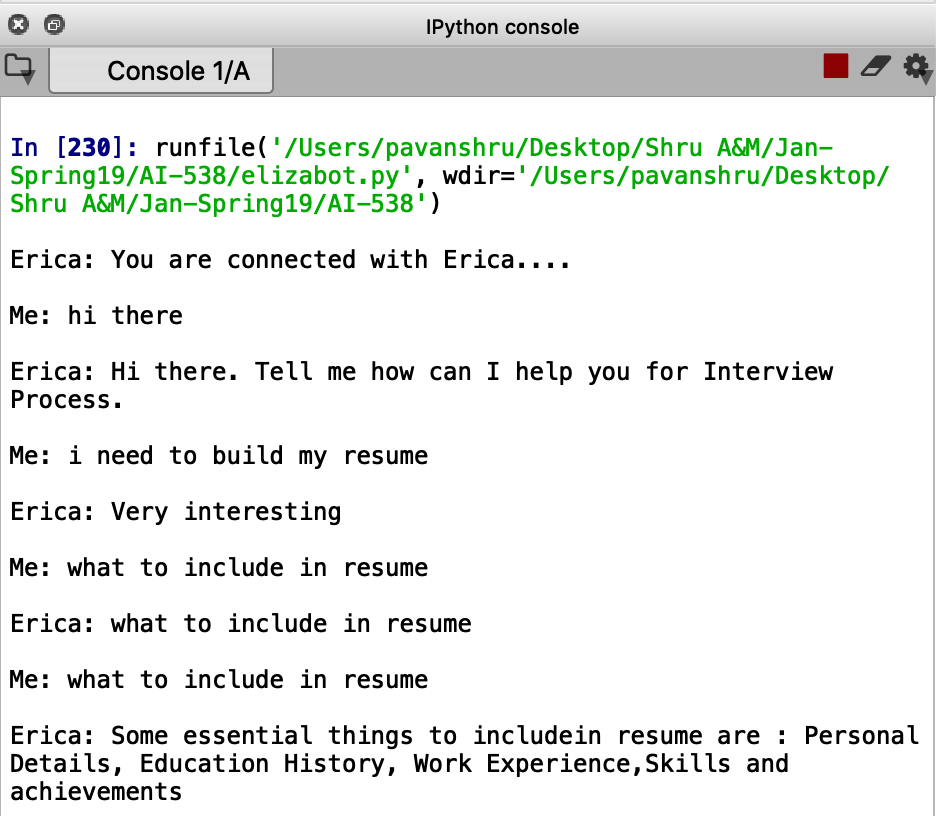 IPython console
Console 1/A
In [230]: runfile('/Users/pavanshru/Desktop/Shru A&M/Jan-
Spring19/AI-538/elizabot.py', wdir='/Users/pavanshru/Desktop/
Shru A&M/Jan-Spring19/AI-538')
Erica: You are connected with Erica....
Me: hi there
Erica: Hi there. Tell me how can I help you for Interview
Process.
Me: i need to build my resume
Erica: Very interesting
Me: what to include in resume
Erica: what to include in resume
Me: what to include in resume
Erica: Some essential things to includein resume are : Personal
Details, Education History, Work Experience,Skills and
achievements